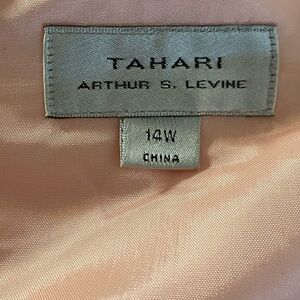 TAHARI
ARTHUR S. LEVINE
14W
CHINA